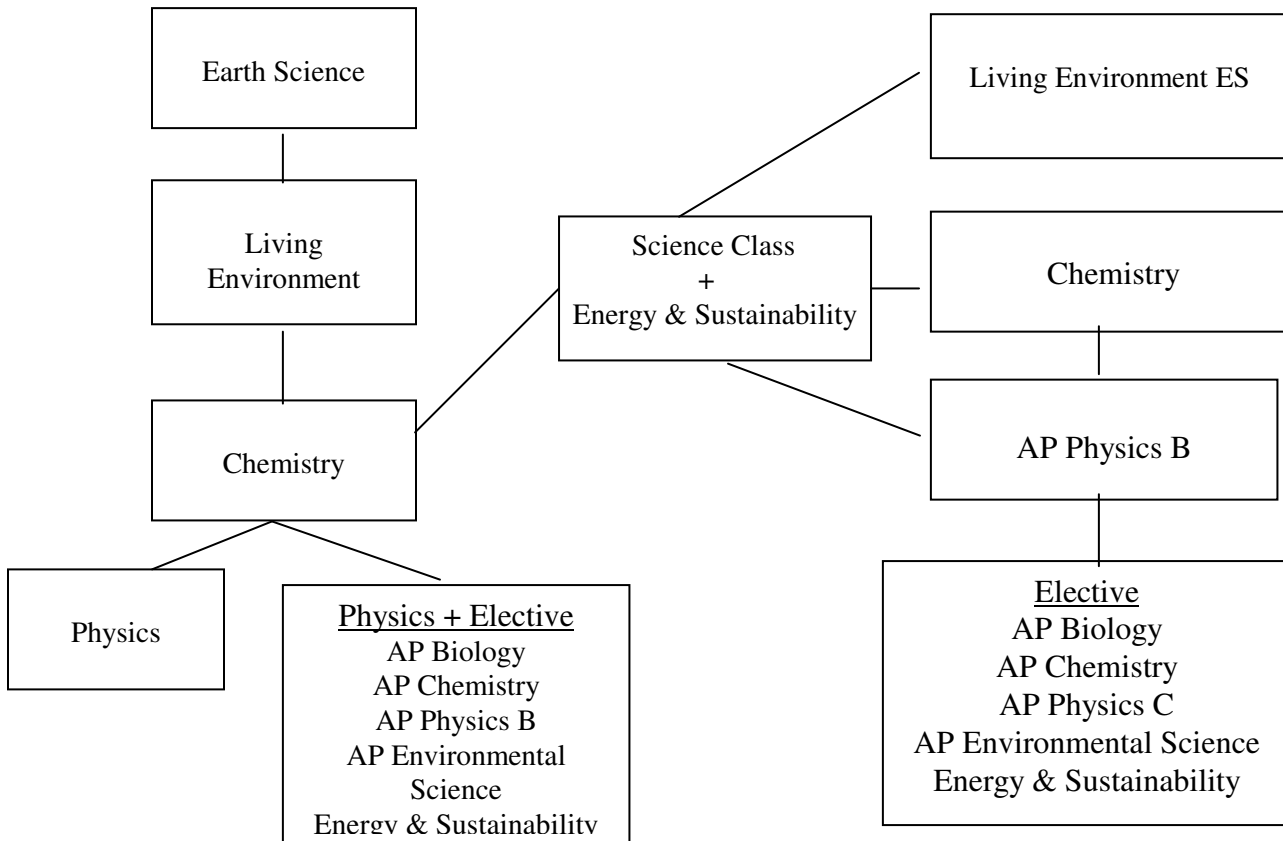 Earth Science
Living
Environment
Chemistry
Physics
Physics + Elective
AP Biology
AP Chemistry
AP Physics B
AP Environmental
Science
Energy & Sustainability
Science Class
+
Energy & Sustainability
Living Environment ES
Chemistry
AP Physics B
Elective
AP Biology
AP Chemistry
AP Physics C
AP Environmental Science
Energy & Sustainability